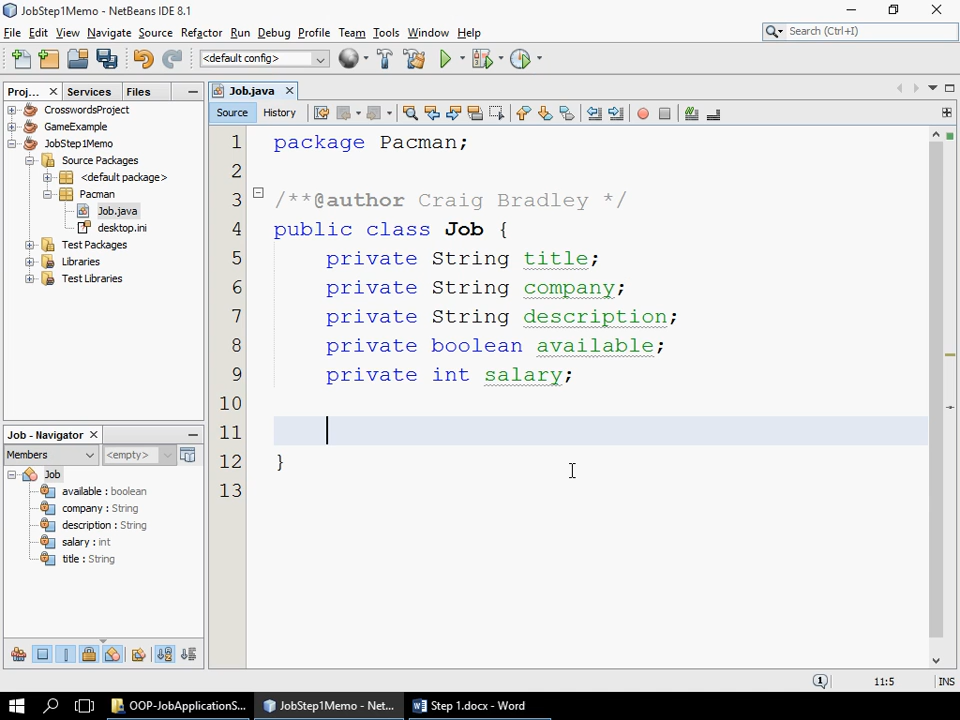 JobStep1Memo - NetBeans IDE 8.1
File Edit View Navigate Source Refactor Run Debug Profile Team Tools Window Help
Search (Ctrl+I)
<default config>
Proj... Services Files
CrosswordsProject
GameExample
JobStep1Memo
Source Packages
<default package>
Pacman
Job.java
desktop.ini
Test Packages
Libraries
Test Libraries
Job - Navigator
Members <empty>
Job
available : boolean
company : String
description : String
salary : int
title : String
Job.java
Source History
1 package Pacman;
2
3 /**@author Craig Bradley */
4 public class Job {
5 private String title;
6 private String company;
7 private String description;
8 private boolean available;
9 private int salary;
10
11
12 }
13
1 11:5 INS
OOP-JobApplicationS... JobStep1Memo - Net... Step 1.docx - Word